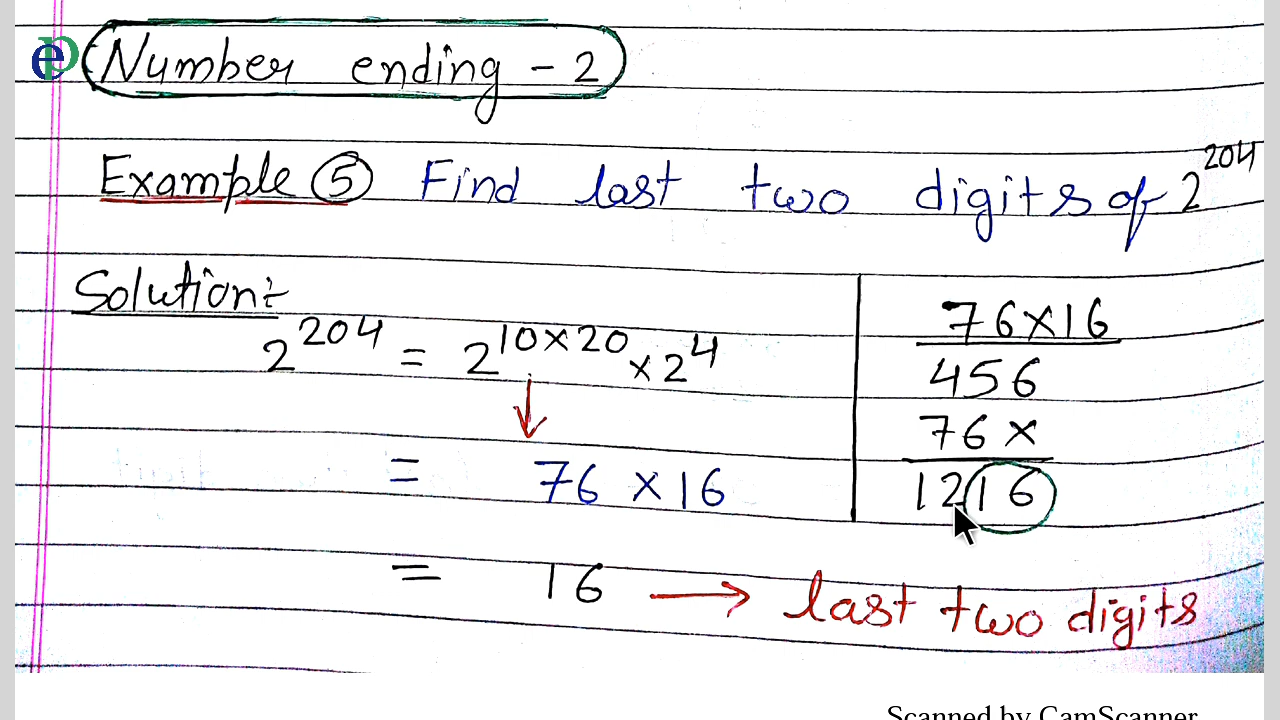 ep
Number ending - 2
Example 5 Find last two digits of 2^204
Solution:-
2^204 = 2^10×20 × 2^4
= 76 × 16
= 16 → last two digits
76×16
456
76×
1216
Scanned by CamScanner